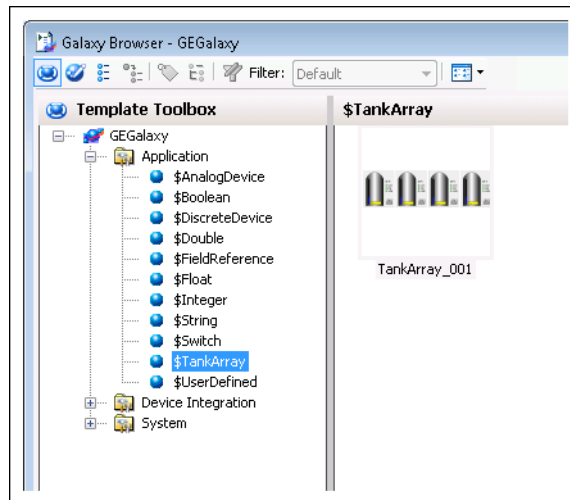 Galaxy Browser - GEGalaxy
Filter: Default
Template Toolbox
$TankArray
GEGalaxy
Application
$AnalogDevice
$Boolean
$DiscreteDevice
$Double
$FieldReference
$Float
$Integer
$String
$Switch
$TankArray
$UserDefined
Device Integration
System
TankArray_001